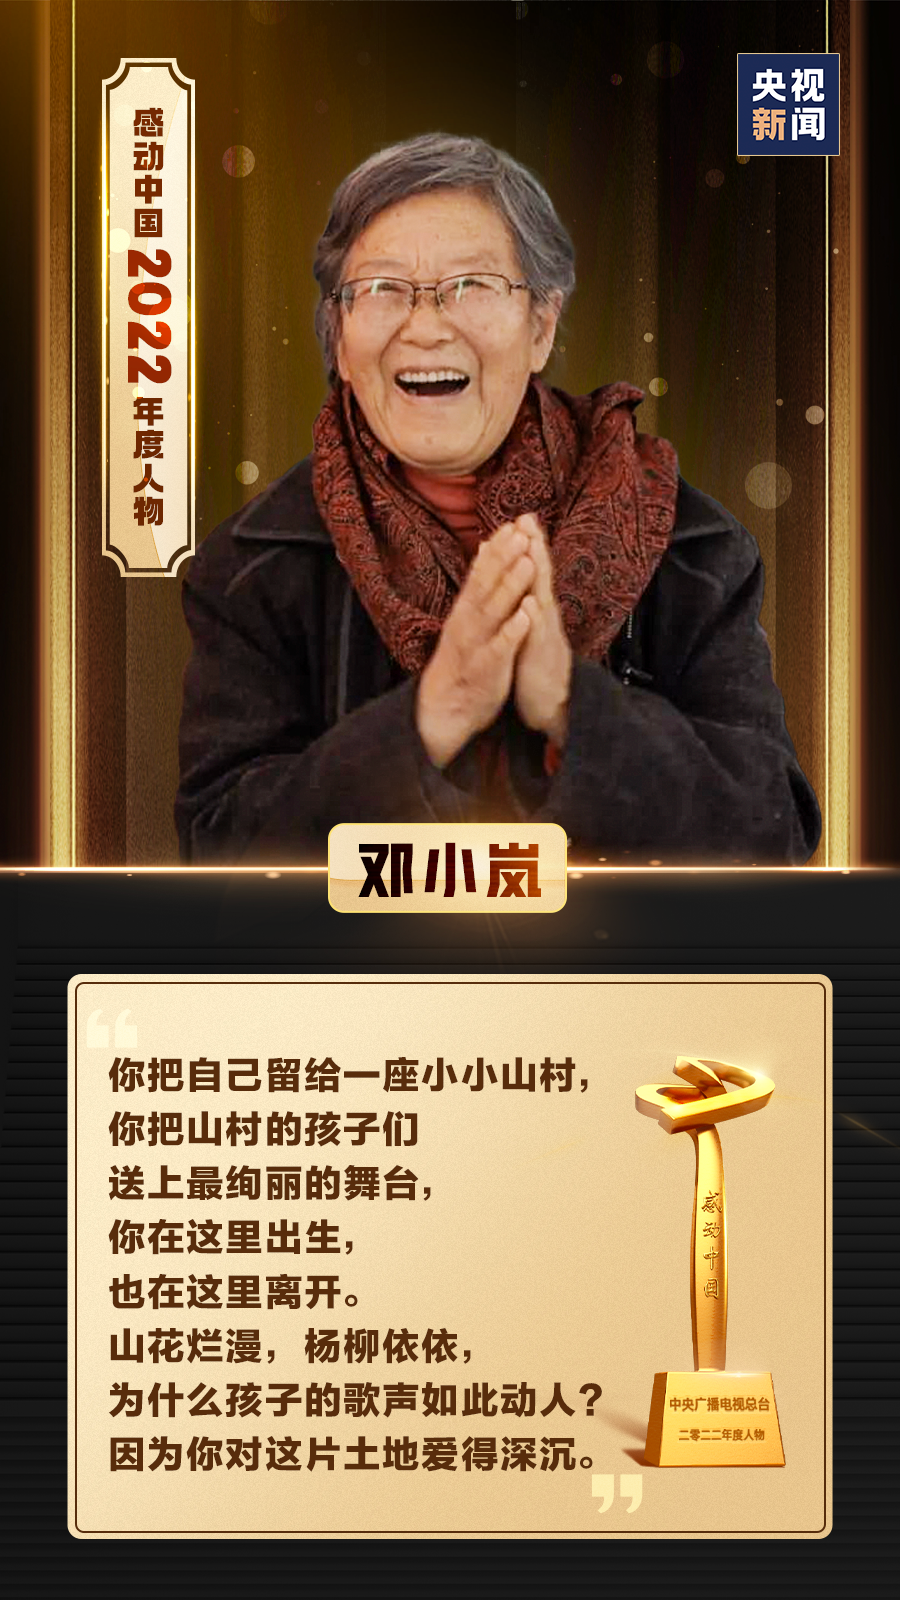 感动中国2022年度人物
央视
新闻
邓小岚
“
你把自己留给一座小小山村，
你把山村的孩子们
送上最绚丽的舞台，
你在这里出生，
也在这里离开。
山花烂漫，杨柳依依，
为什么孩子的歌声如此动人？
因为你对这片土地爱得深沉。
”
感动中国
中央广播电视总台
二零二二年度人物